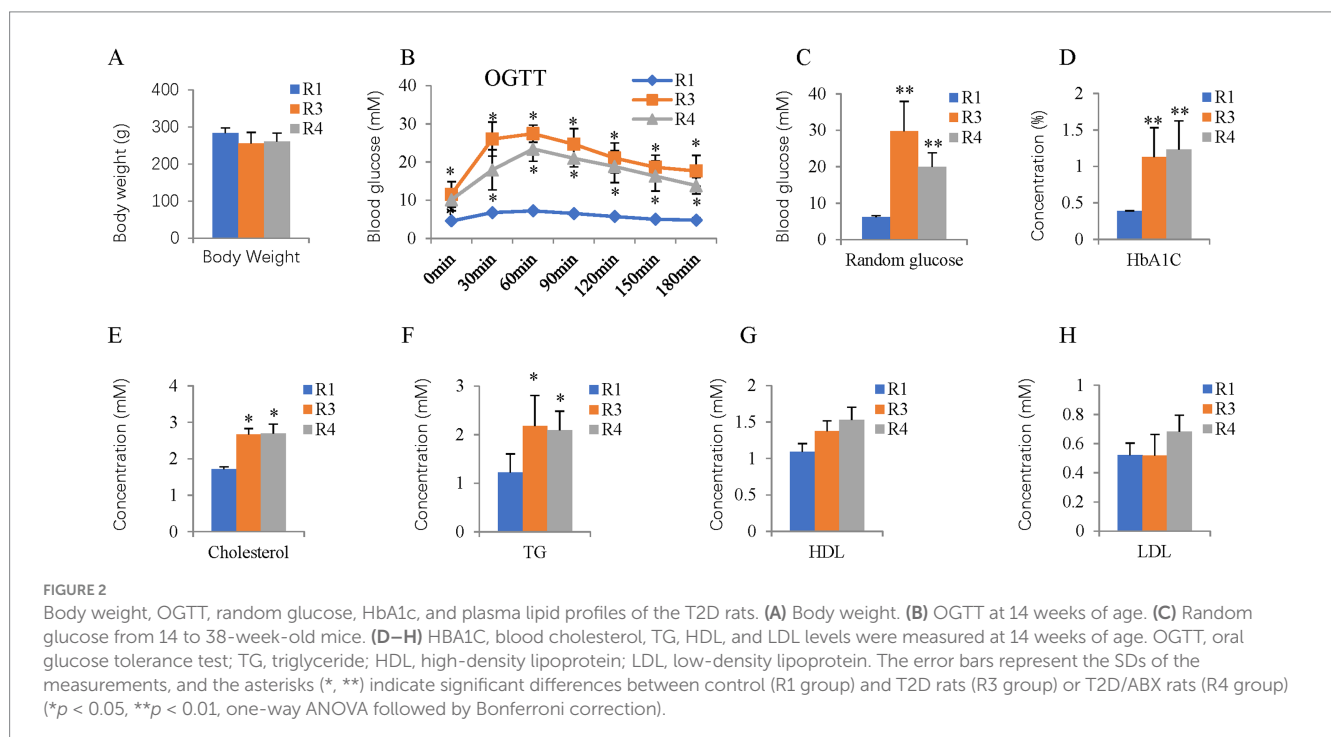 A
400
300
200
100
0
Body weight (g)
Body Weight
R1
R3
R4
B
OGTT
40
30
20
10
0
Blood glucose (mM)
* * * * * * *
* * * * * * *
0min 30min 60min 90min 120min 150min 180min
R1
R3
R4
C
40
30
20
10
0
Blood glucose (mM)
** **
Random glucose
R1
R3
R4
D
2
1.5
1
0.5
0
Concentration (%)
** **
HbA1C
R1
R3
R4
E
4
3
2
1
0
Concentration (mM)
* *
Cholesterol
R1
R3
R4
F
3
2
1
0
Concentration (mM)
* *
TG
R1
R3
R4
G
2
1.5
1
0.5
0
Concentration (mM)
HDL
R1
R3
R4
H
1
0.8
0.6
0.4
0.2
0
Concentration (mM)
LDL
R1
R3
R4
FIGURE 2
Body weight, OGTT, random glucose, HbA1c, and plasma lipid profiles of the T2D rats. (A) Body weight. (B) OGTT at 14 weeks of age. (C) Random
glucose from 14 to 38-week-old mice. (D–H) HBA1C, blood cholesterol, TG, HDL, and LDL levels were measured at 14 weeks of age. OGTT, oral
glucose tolerance test; TG, triglyceride; HDL, high-density lipoprotein; LDL, low-density lipoprotein. The error bars represent the SDs of the
measurements, and the asterisks (*, **) indicate significant differences between control (R1 group) and T2D rats (R3 group) or T2D/ABX rats (R4 group)
(*p < 0.05, **p < 0.01, one-way ANOVA followed by Bonferroni correction).